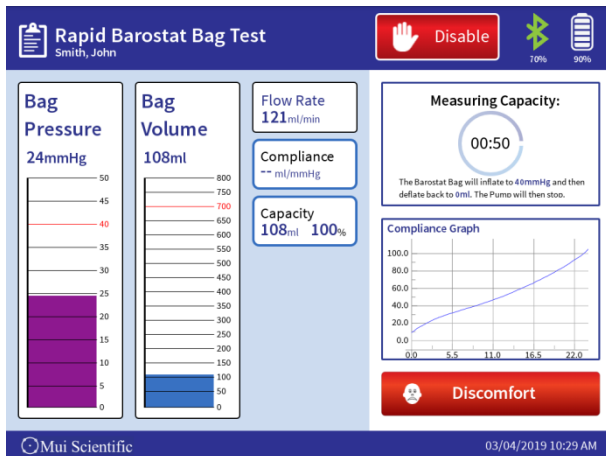 Rapid Barostat Bag Test
Smith, John
Disable
70%
90%
Bag
Pressure
24mmHg
50
45
40
35
30
25
20
15
10
5
0
Bag
Volume
108ml
800
750
700
650
600
550
500
450
400
350
300
250
200
150
100
50
0
Flow Rate
121ml/min
Compliance
-- ml/mmHg
Capacity
108ml 100%
Measuring Capacity:
00:50
The Barostat Bag will inflate to 40mmHg and then
deflate back to 0ml. The Pump will then stoo.
Compliance Graph
100.0
80.0
60.0
40.0
20.0
0.0
0.0 5.5 11.0 16.5 22.0
Discomfort
Mui Scientific
03/04/2019 10:29 AM